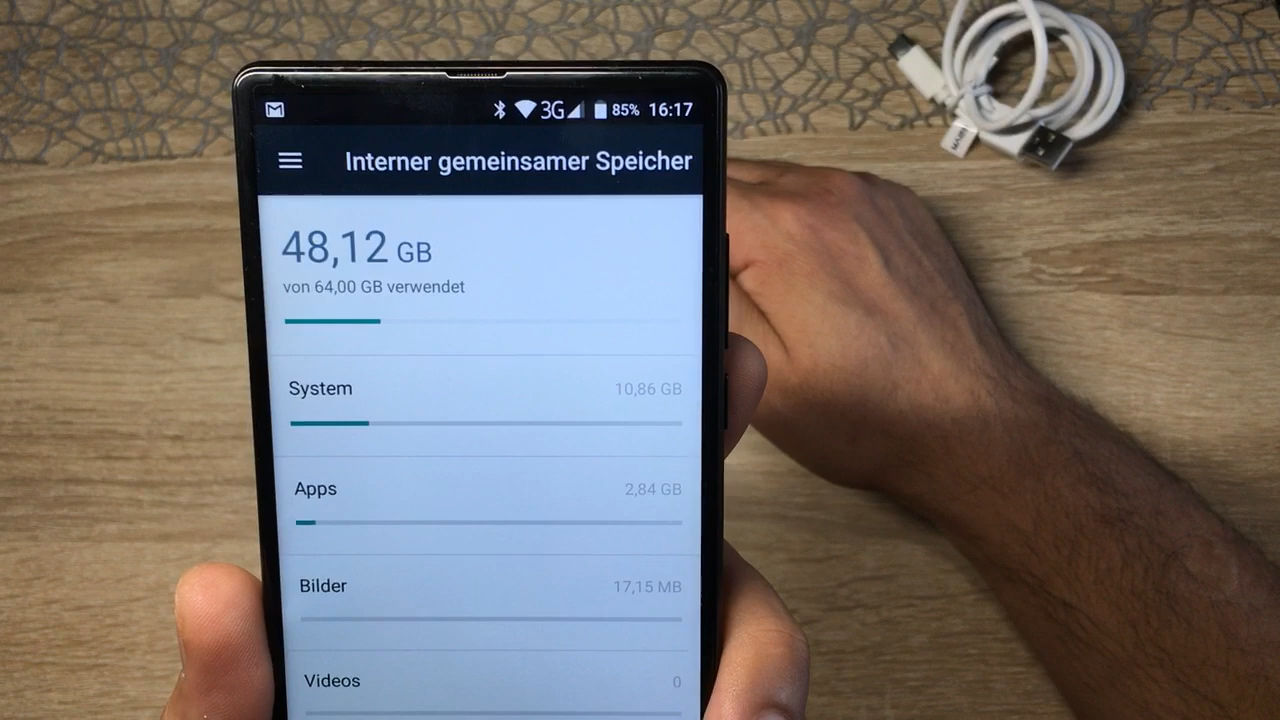 3G 85% 16:17
Interner gemeinsamer Speicher
48,12 GB
von 64,00 GB verwendet
System 10,86 GB
Apps 2,84 GB
Bilder 17,15 MB
Videos 0